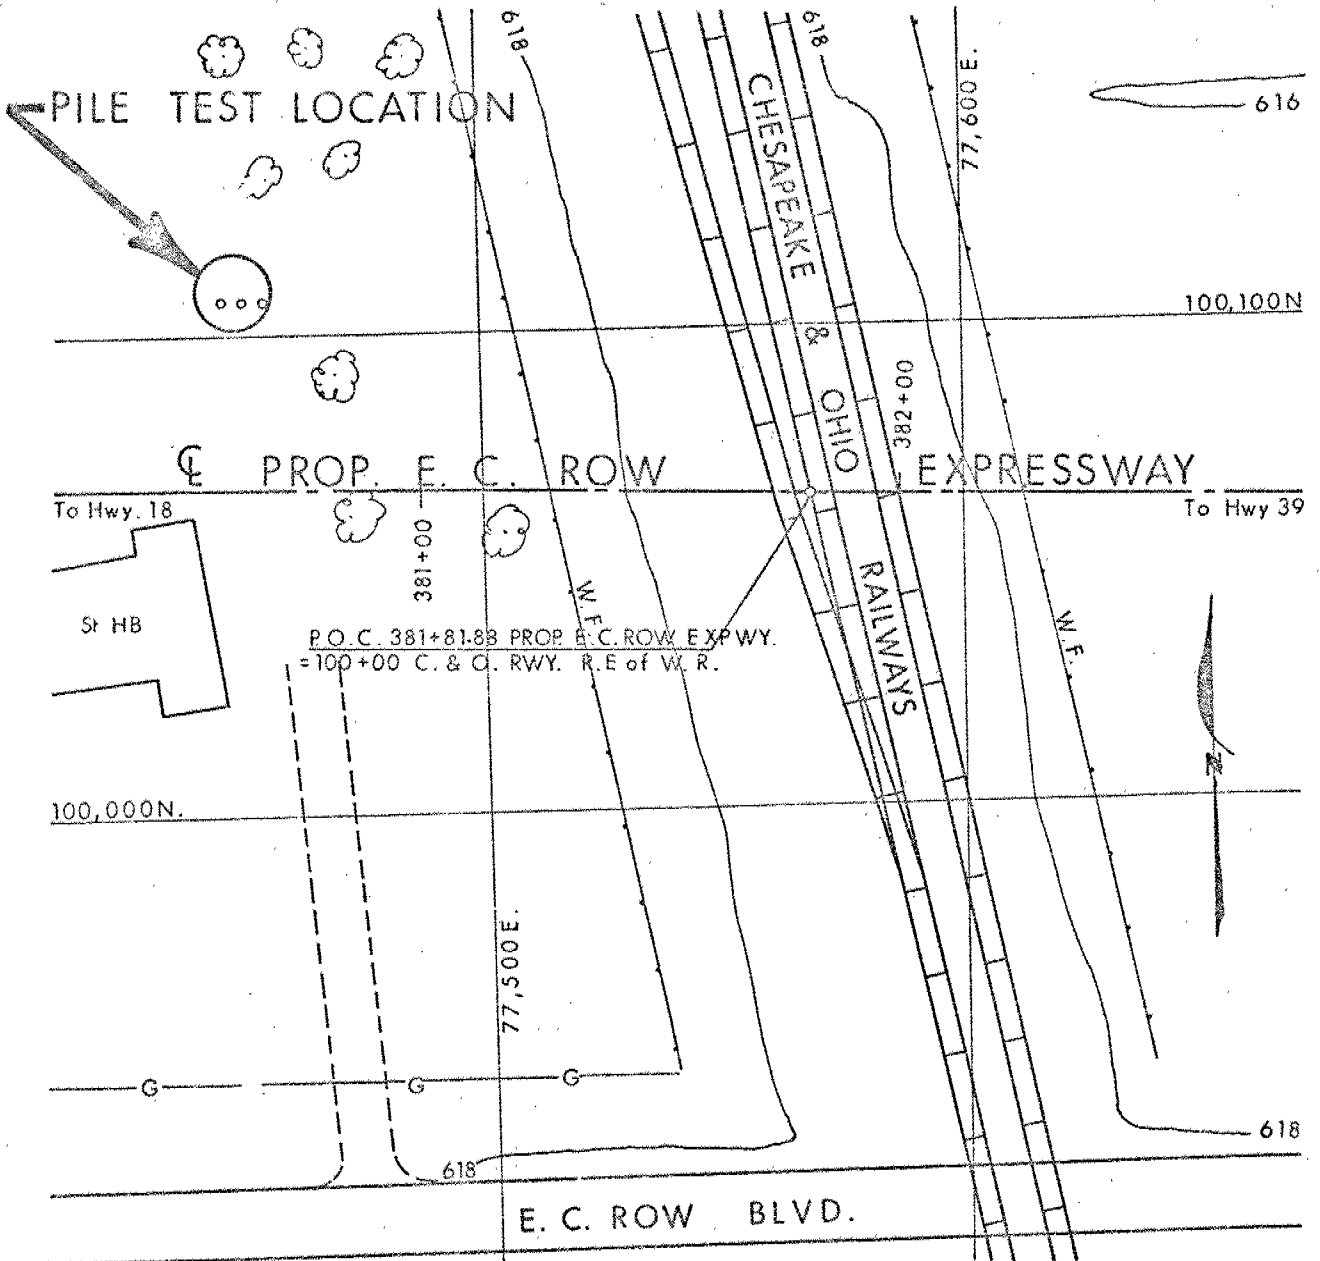 618
618
77,600 E.
616
PILE TEST LOCATION
CHESAPEAKE & OHIO RAILWAYS
100,100N
382+00
℄ PROP. E. C. ROW EXPRESSWAY
To Hwy. 18
To Hwy 39
381+00
St HB
W.F.
W.F.
P.O.C. 381+81.88 PROP. E.C. ROW EXPWY.
=100+00 C. & O. RWY. R.E of W.R.
N
100,000N.
77,500 E.
G G G
618
618
E. C. ROW BLVD.